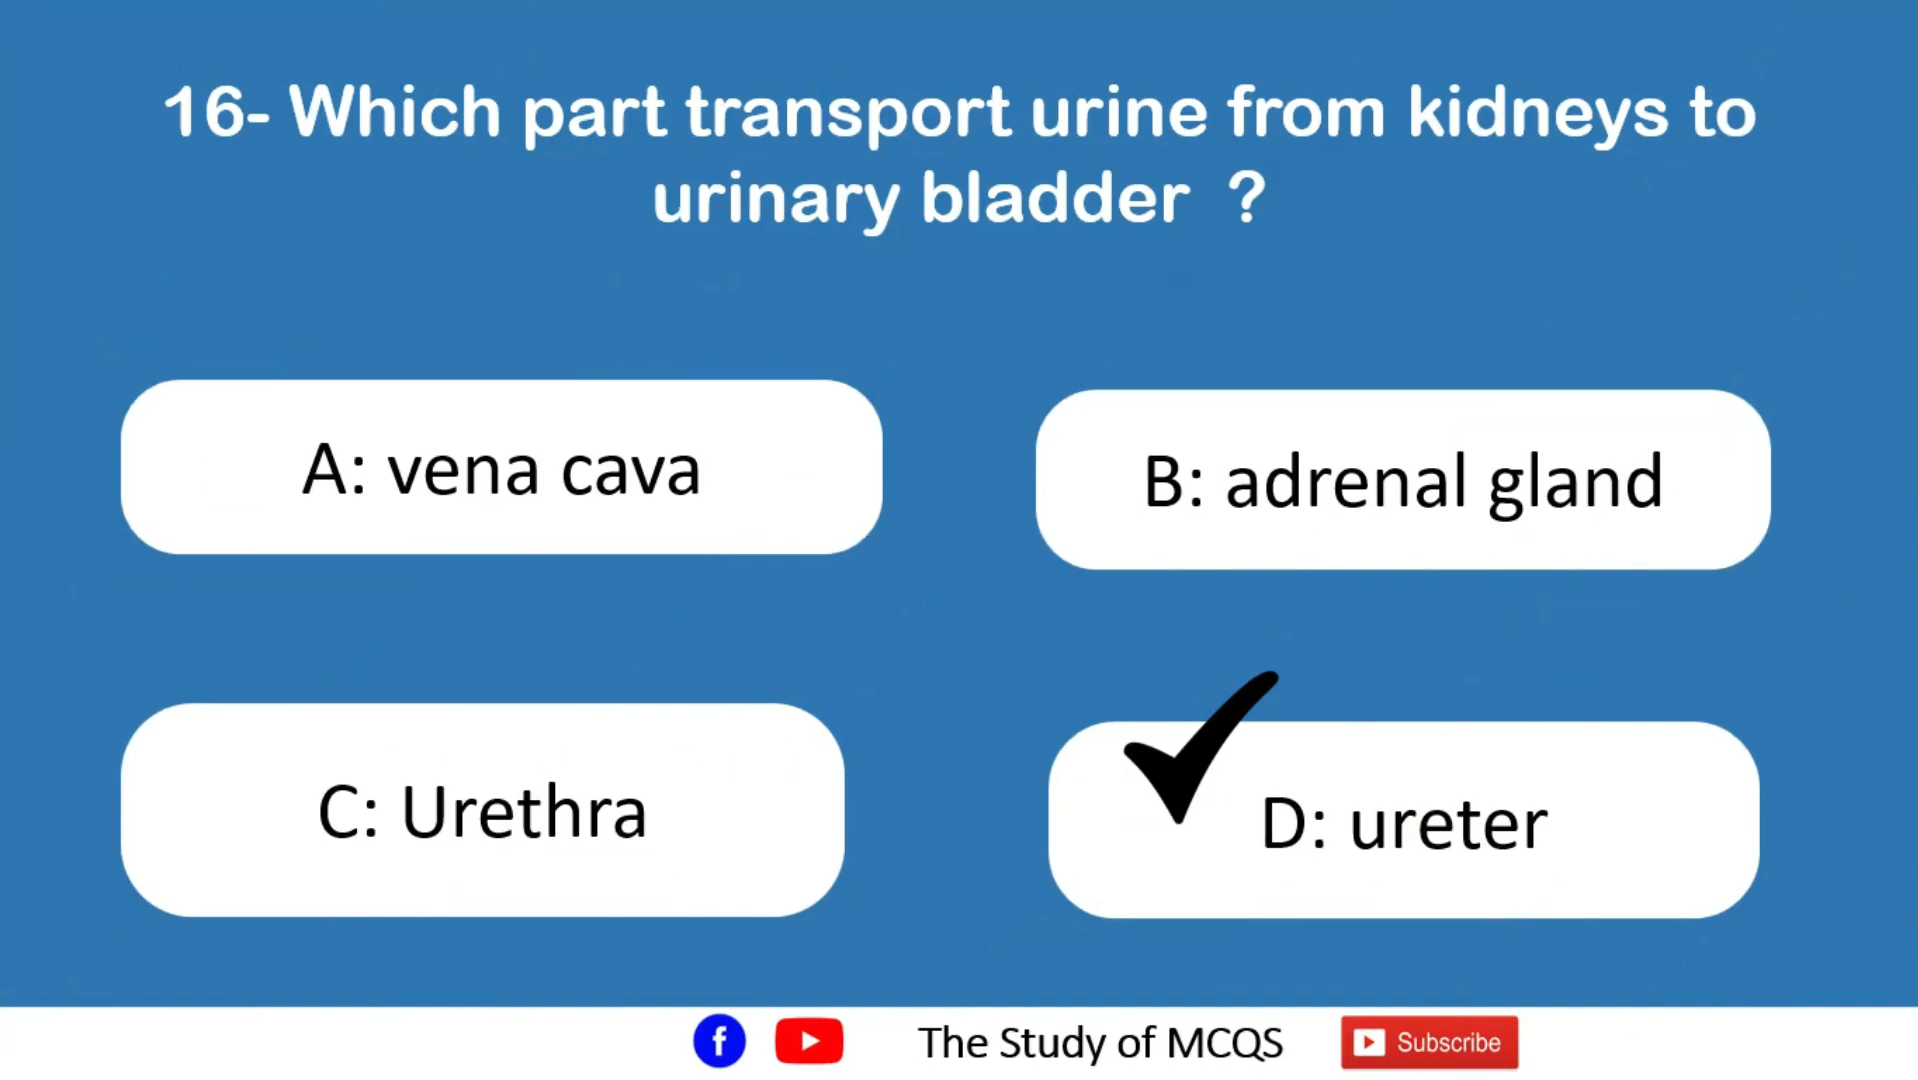 16- Which part transport urine from kidneys to
urinary bladder ?
A: vena cava
B: adrenal gland
C: Urethra
D: ureter
The Study of MCQS
Subscribe